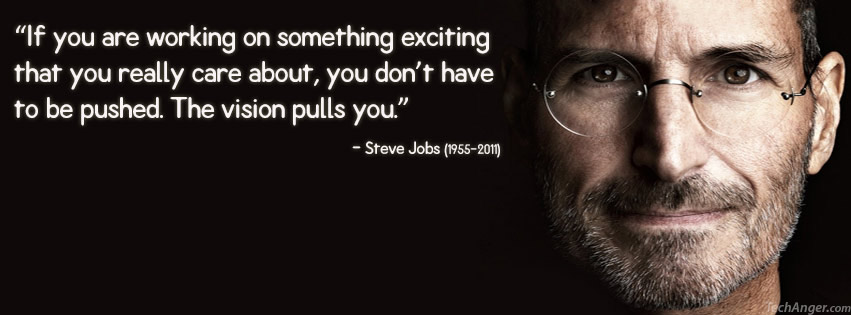 “If you are working on something exciting
that you really care about, you don’t have
to be pushed. The vision pulls you.”
– Steve Jobs (1955-2011)
TechAnger.com